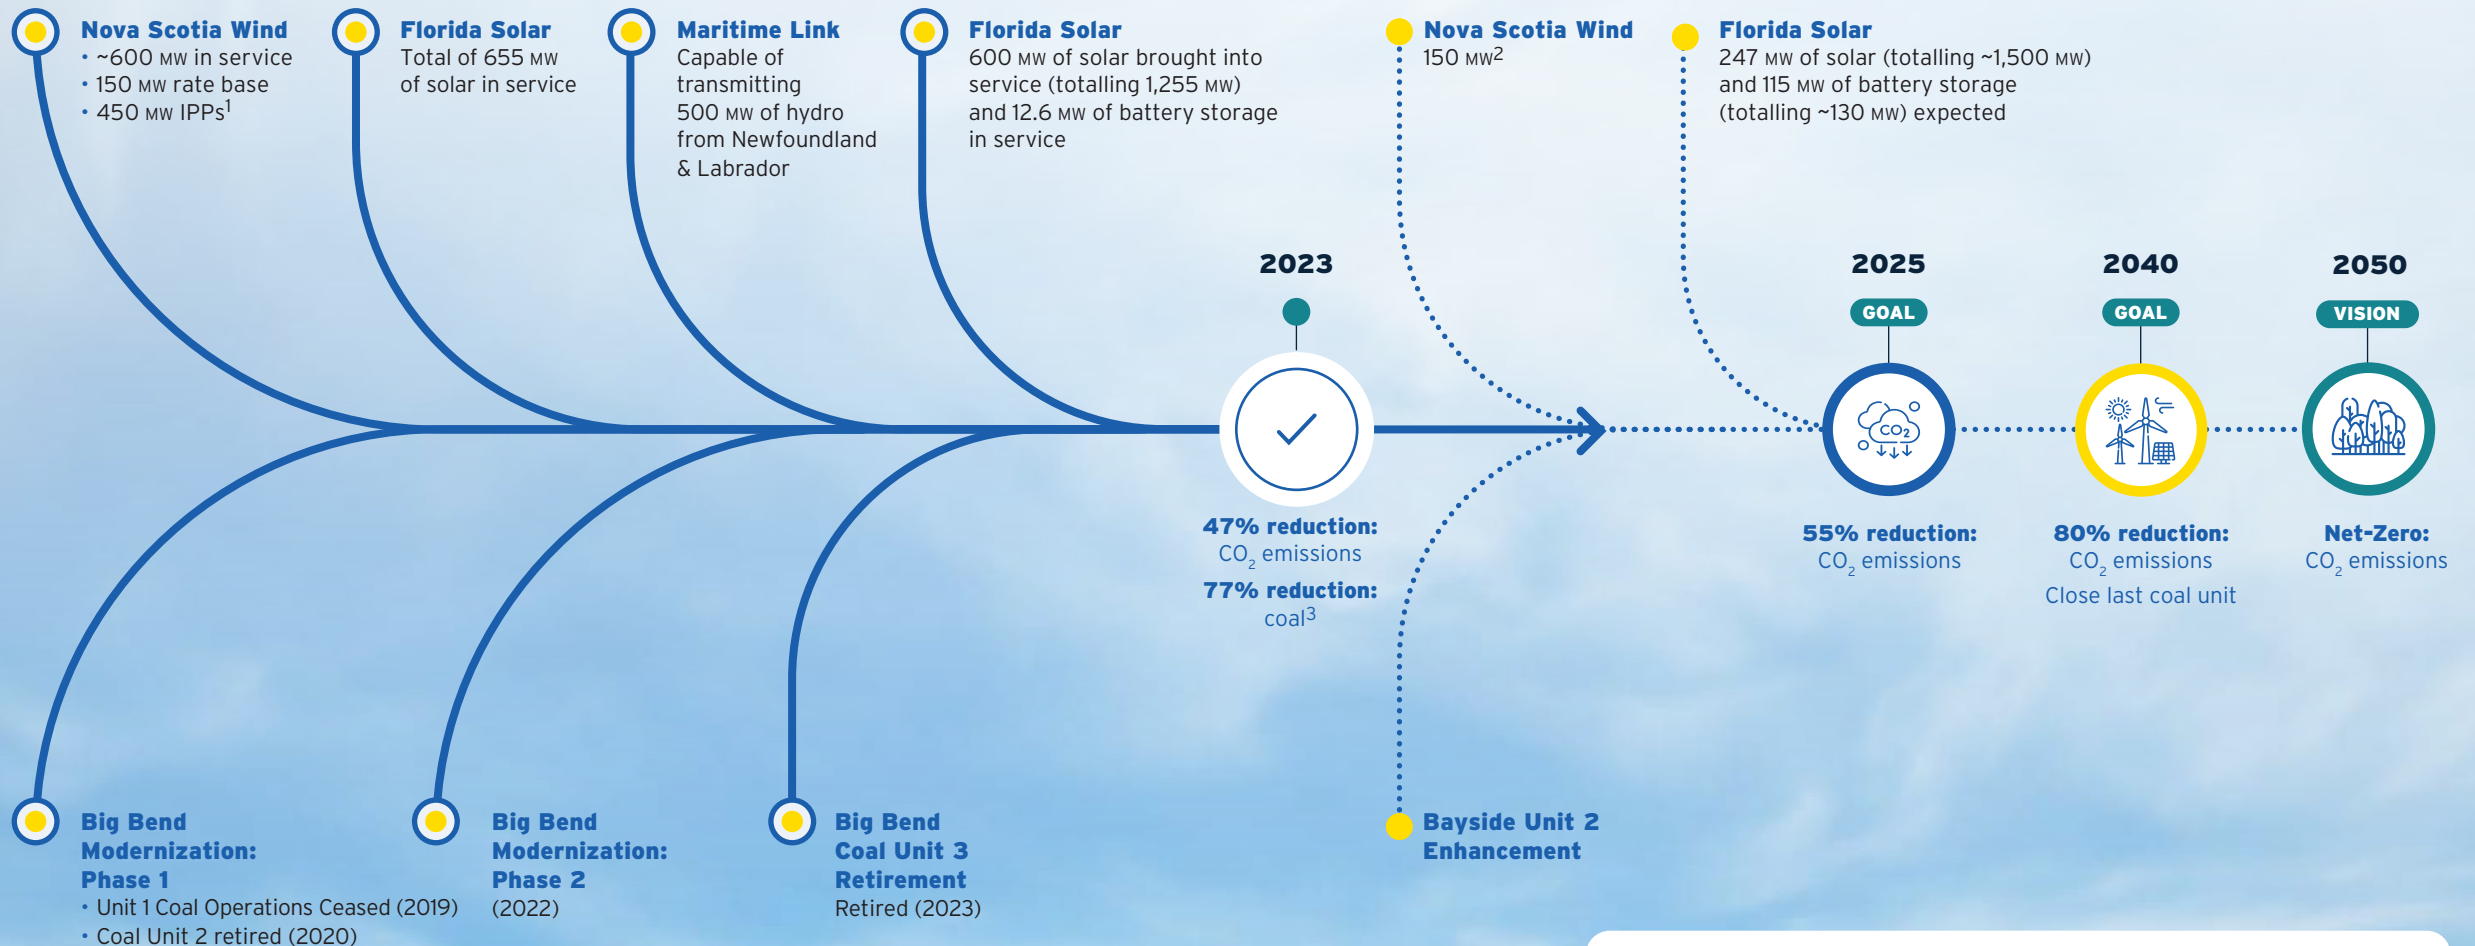 Nova Scotia Wind
• ~600 MW in service
• 150 MW rate base
• 450 MW IPPs1
Florida Solar
Total of 655 MW
of solar in service
Maritime Link
Capable of
transmitting
500 MW of hydro
from Newfoundland
& Labrador
Florida Solar
600 MW of solar brought into
service (totalling 1,255 MW)
and 12.6 MW of battery storage
in service
Nova Scotia Wind
150 MW2
Florida Solar
247 MW of solar (totalling ~1,500 MW)
and 115 MW of battery storage
(totalling ~130 MW) expected
2023
47% reduction:
CO2 emissions
77% reduction:
coal3
2025
GOAL
CO2
55% reduction:
CO2 emissions
2040
GOAL
80% reduction:
CO2 emissions
Close last coal unit
2050
VISION
Net-Zero:
CO2 emissions
Big Bend
Modernization:
Phase 1
• Unit 1 Coal Operations Ceased (2019)
• Coal Unit 2 retired (2020)
Big Bend
Modernization:
Phase 2
(2022)
Big Bend
Coal Unit 3
Retirement
Retired (2023)
Bayside Unit 2
Enhancement